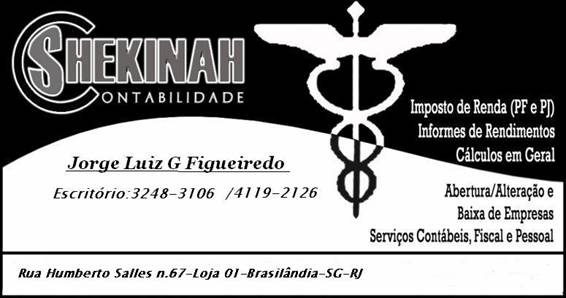 SHEKINAH
CONTABILIDADE
Imposto de Renda (PF e PJ)
Informes de Rendimentos
Cálculos em Geral
Jorge Luiz G Figueiredo
Escritório:3248-3106 /4119-2126
Abertura/Alteração e
Baixa de Empresas
Serviços Contábeis, Fiscal e Pessoal
Rua Humberto Salles n.67-Loja 01-Brasilândia-SG-RJ